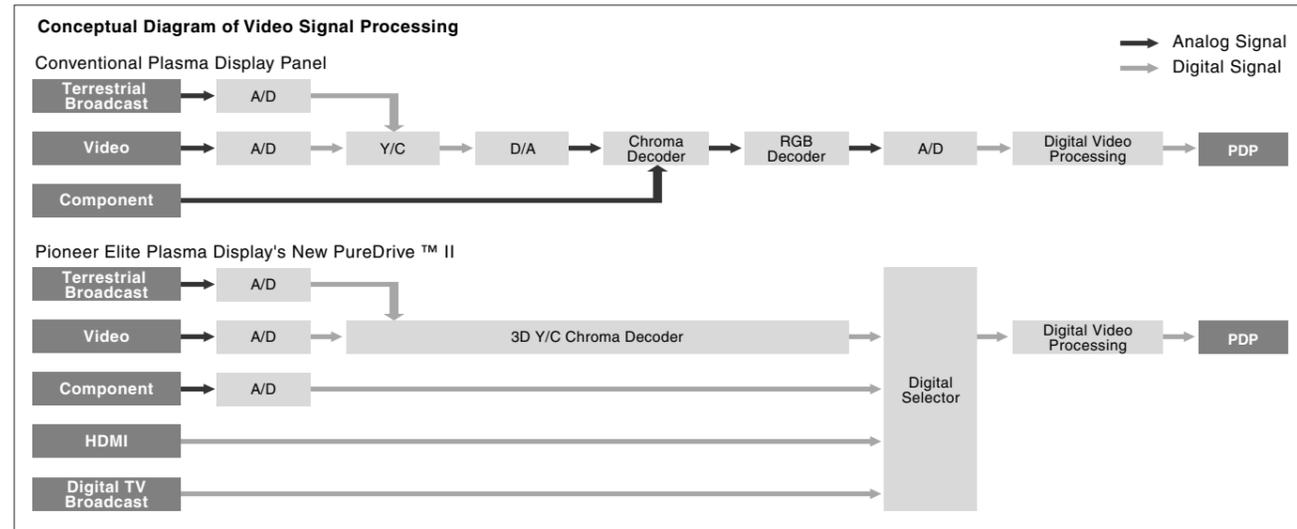 Conceptual Diagram of Video Signal Processing
Analog Signal
Digital Signal
Conventional Plasma Display Panel
Terrestrial
Broadcast
A/D
Video
A/D
Y/C
D/A
Chroma
Decoder
RGB
Decoder
A/D
Digital Video
Processing
PDP
Component
Pioneer Elite Plasma Display's New PureDrive ™ II
Terrestrial
Broadcast
A/D
Video
A/D
3D Y/C Chroma Decoder
Digital Video
Processing
PDP
Component
A/D
Digital
Selector
HDMI
Digital TV
Broadcast